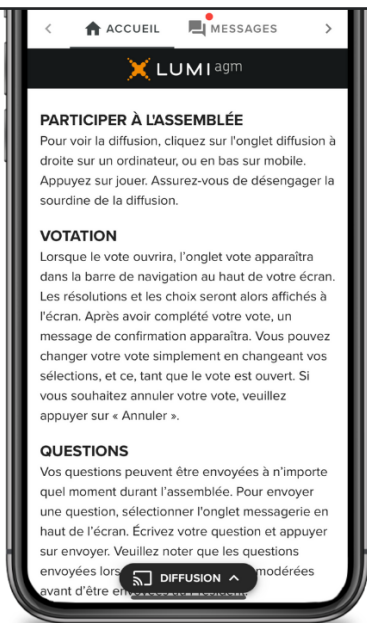 ACCUEIL MESSAGES
LUMI agm
PARTICIPER À L'ASSEMBLÉE
Pour voir la diffusion, cliquez sur l'onglet diffusion à
droite sur un ordinateur, ou en bas sur mobile.
Appuyez sur jouer. Assurez-vous de désengager la
sourdine de la diffusion.
VOTATION
Lorsque le vote ouvrira, l'onglet vote apparaîtra
dans la barre de navigation au haut de votre écran.
Les résolutions et les choix seront alors affichés à
l'écran. Après avoir complété votre vote, un
message de confirmation apparaîtra. Vous pouvez
changer votre vote simplement en changeant vos
sélections, et ce, tant que le vote est ouvert. Si
vous souhaitez annuler votre vote, veuillez
appuyer sur « Annuler ».
QUESTIONS
Vos questions peuvent être envoyées à n'importe
quel moment durant l'assemblée. Pour envoyer
une question, sélectionner l'onglet messagerie en
haut de l'écran. Écrivez votre question et appuyer
sur envoyer. Veuillez noter que les questions
envoyées modérées
DIFFUSION
avant d'être